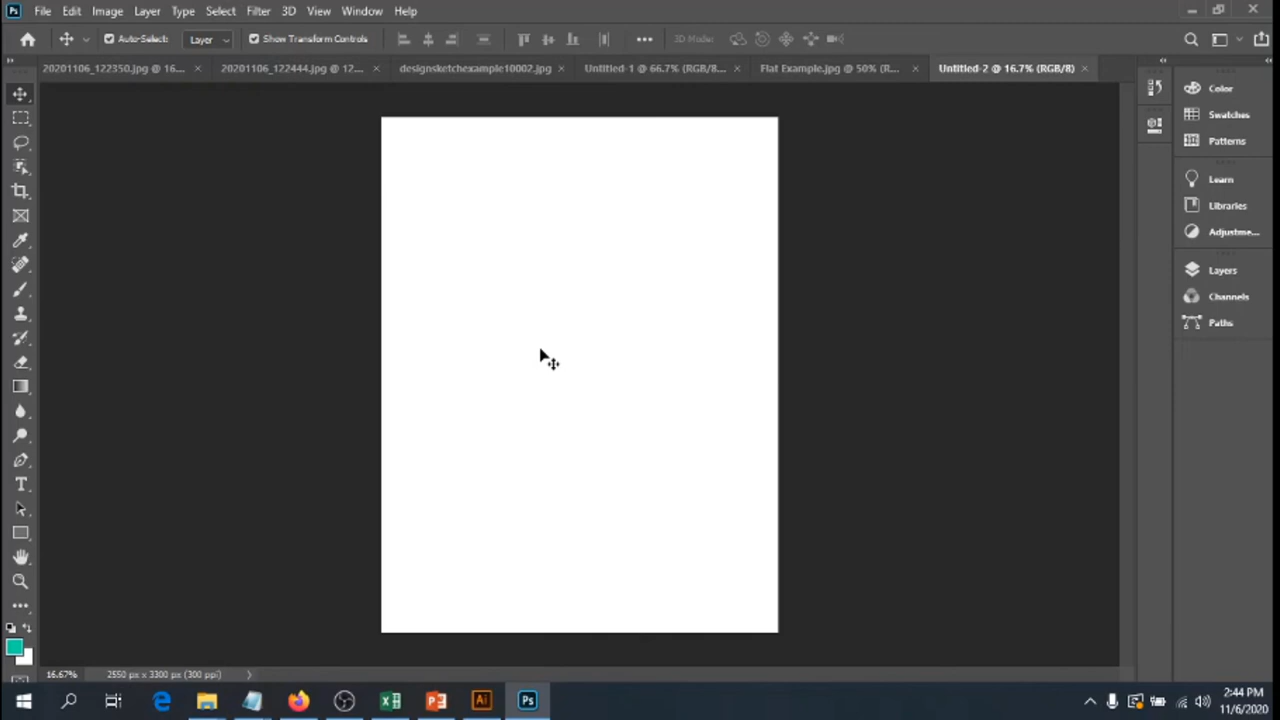 Ps File Edit Image Layer Type Select Filter 3D View Window Help
Auto-Select: Layer Show Transform Controls 3D Mode:
20201106_122350.jpg @ 16... 20201106_122444.jpg @ 12... designsketchexample10002.jpg Untitled-1 @ 66.7% (RGB/8... Flat Example.jpg @ 50% (R... Untitled-2 @ 16.7% (RGB/8)
Color
Swatches
Patterns
Learn
Libraries
Adjustme...
Layers
Channels
Paths
16.67% 2550 px x 3300 px (300 ppi)
Ai Ps
2:44 PM
11/6/2020